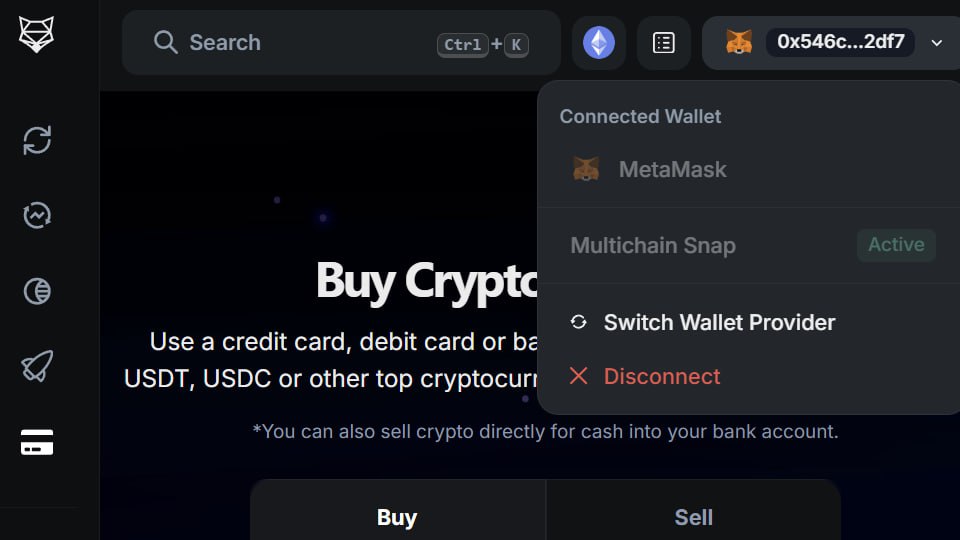 Search
Ctrl+K
0x546c...2df7
Connected Wallet
MetaMask
Multichain Snap
Active
Switch Wallet Provider
Disconnect
Buy Crypto
Use a credit card, debit card or ba
USDT, USDC or other top cryptocurr
*You can also sell crypto directly for cash into your bank account.
Buy
Sell